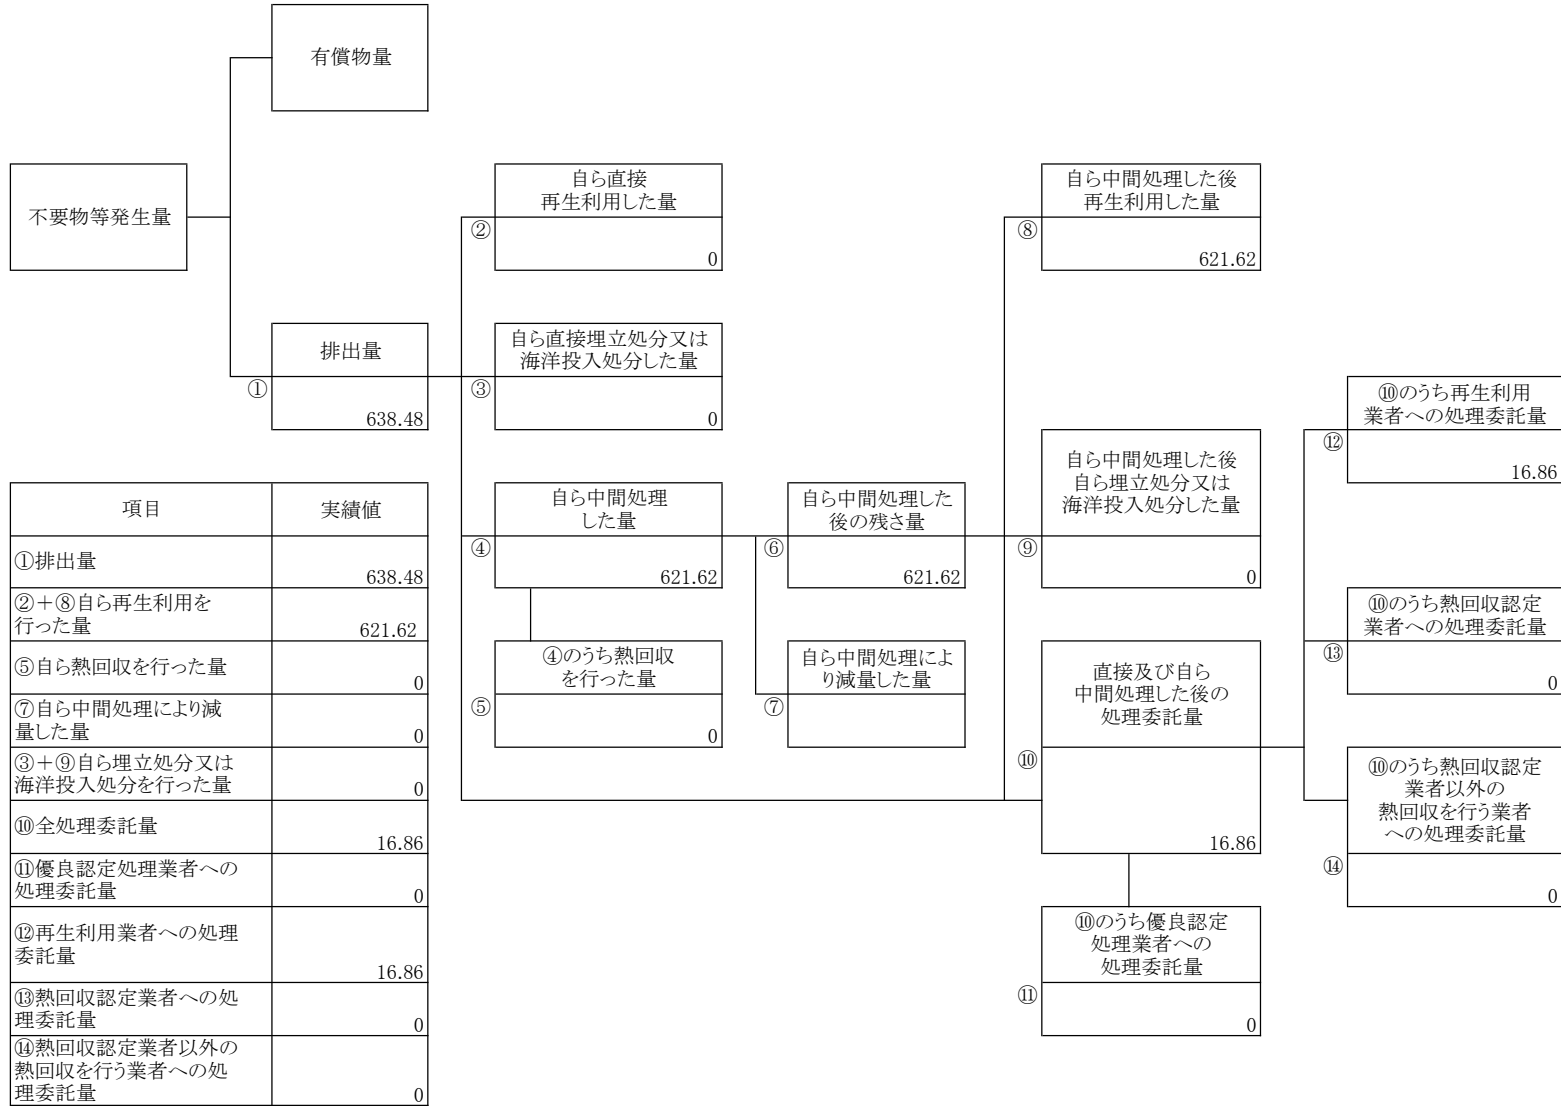 有償物量
不要物等発生量
自ら直接
再生利用した量
②
0
自ら中間処理した後
再生利用した量
⑧
621.62
排出量
①
638.48
自ら直接埋立処分又は
海洋投入処分した量
③
0
⑩のうち再生利用
業者への処理委託量
⑫
16.86
自ら中間処理した後
自ら埋立処分又は
海洋投入処分した量
⑨
0
自ら中間処理
した量
④
621.62
自ら中間処理した
後の残さ量
⑥
621.62
⑩のうち熱回収認定
業者への処理委託量
⑬
0
④のうち熱回収
を行った量
⑤
0
自ら中間処理によ
り減量した量
⑦
直接及び自ら
中間処理した後の
処理委託量
⑩
16.86
⑩のうち熱回収認定
業者以外の
熱回収を行う業者
への処理委託量
⑭
0
⑩のうち優良認定
処理業者への
処理委託量
⑪
0
項目 実績値
①排出量 638.48
②+⑧自ら再生利用を
行った量 621.62
⑤自ら熱回収を行った量 0
⑦自ら中間処理により減
量した量 0
③+⑨自ら埋立処分又は
海洋投入処分を行った量 0
⑩全処理委託量 16.86
⑪優良認定処理業者への
処理委託量 0
⑫再生利用業者への処理
委託量 16.86
⑬熱回収認定業者への処
理委託量 0
⑭熱回収認定業者以外の
熱回収を行う業者への処
理委託量 0